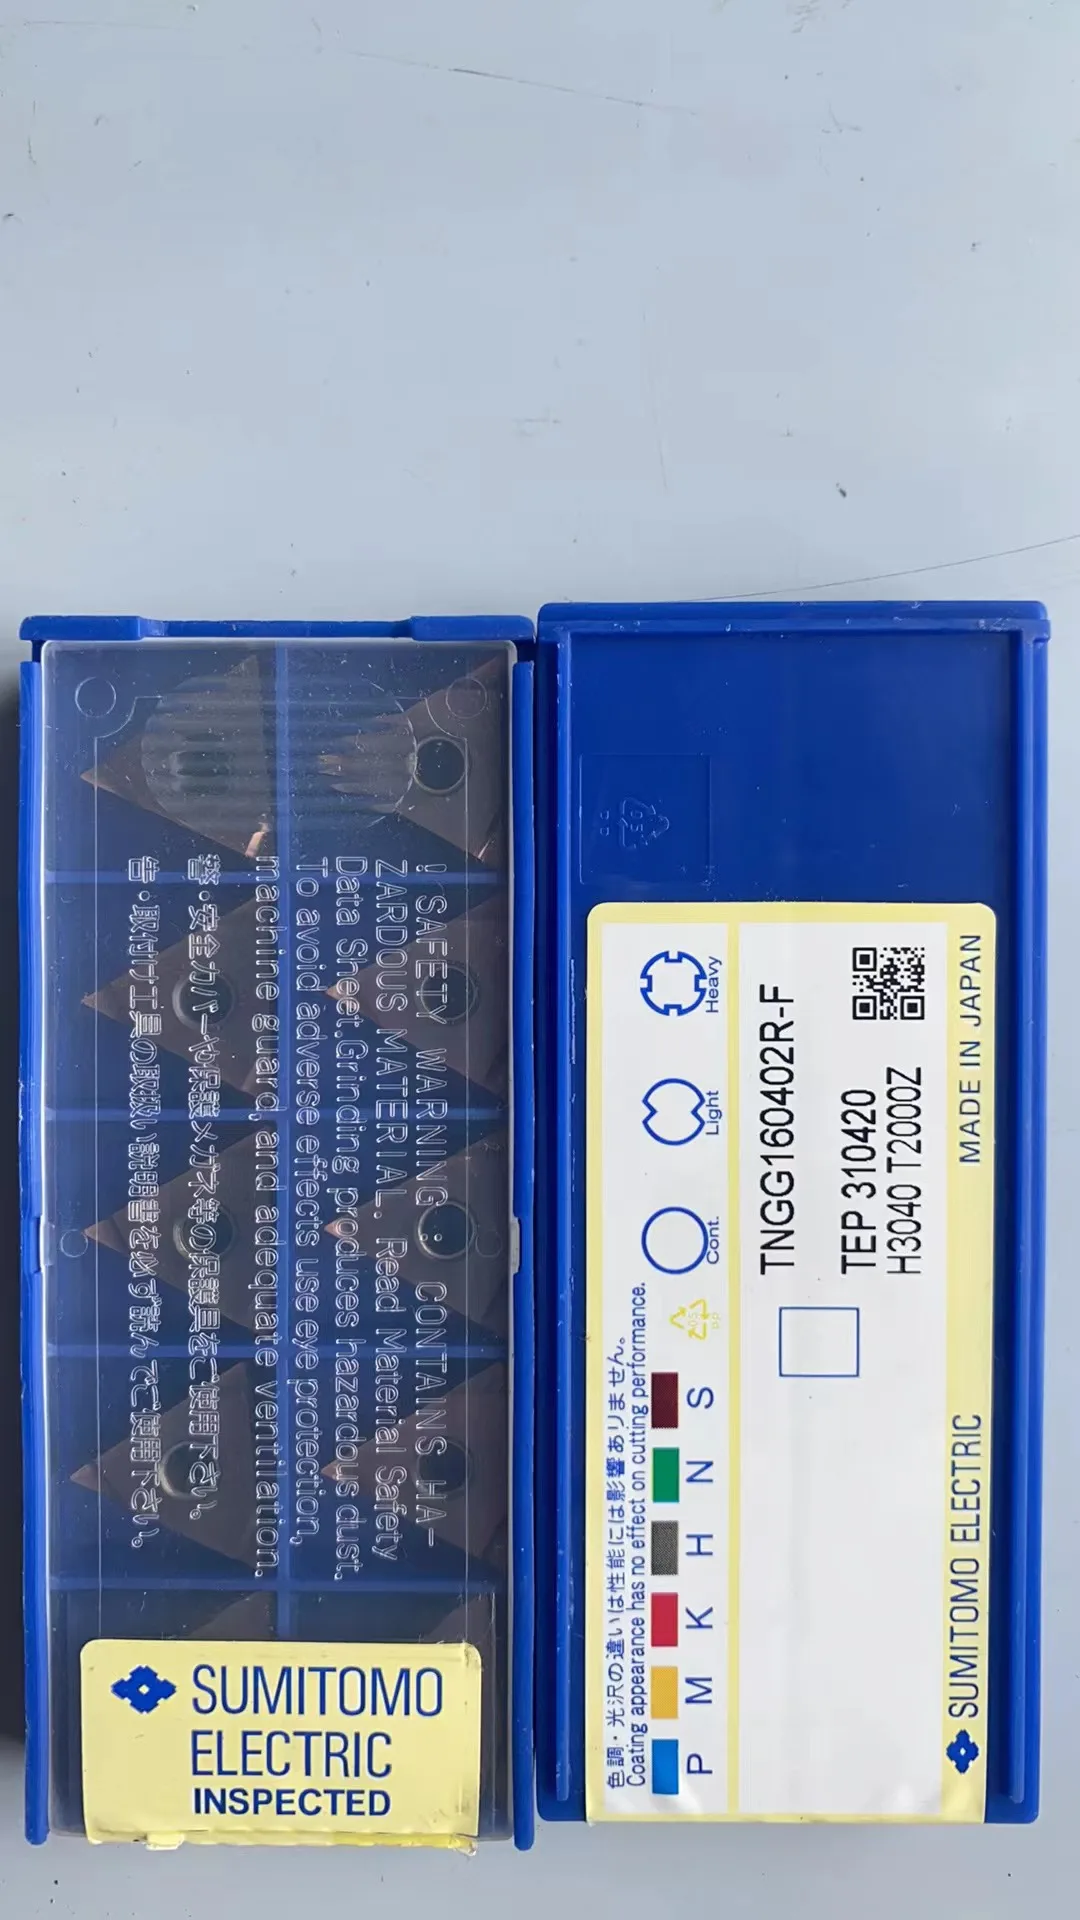 ! SAFETY WARNING : CONTANS HA-
ZARDOUS MATERIAL. Read Material Safety
Data Sheet.Grinding produces hazardous dust.
To avoid adverse effects use eye protection,
machine guard, and adequate ventilation.
警・安全カバーや保護メガネ等の保護具をご使用下さい。
告・取付け工具の取扱い説明書を必ず読んでご使用下さい。
SUMITOMO
ELECTRIC
INSPECTED
色調・光沢の違いは性能には影響ありません。
Coating appearance has no effect on cutting performance.
P M K H N S
05
PP
Cont.
Light
Heavy
TNGG160402R-F
TEP 310420
H3040 T2000Z
SUMITOMO ELECTRIC
MADE IN JAPAN